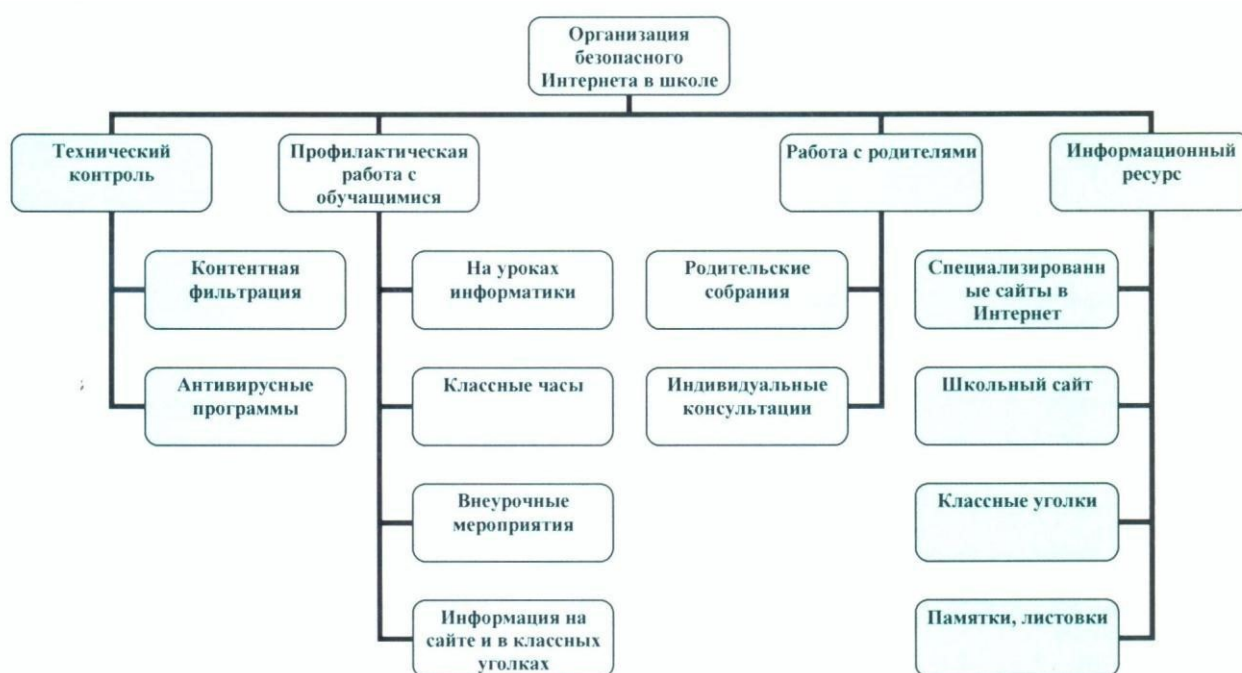 Организация
безопасного
Интернета в школе
Технический
контроль
Профилактическая
работа с
обучащимися
Работа с родителями
Информационный
ресурс
Контентная
фильтрация
На уроках
информатики
Родительские
собрания
Специализированн
ые сайты в
Интернет
Антивирусные
программы
Классные часы
Индивидуальные
консультации
Школьный сайт
Внеурочные
мероприятия
Классные уголки
Информация на
сайте и в классных
уголках
Памятки, листовки